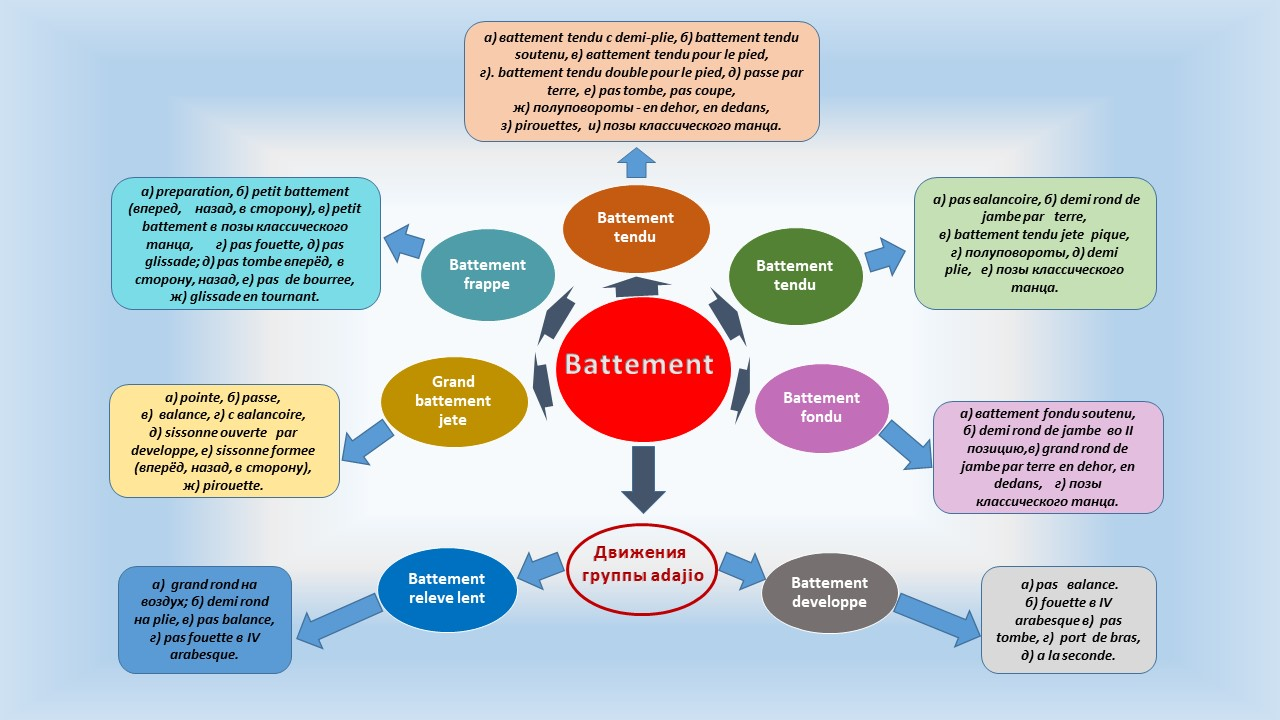 а) battement tendu с demi-plie, б) battement tendu
soutenu, в) battement tendu pour le pied,
г). battement tendu double pour le pied, д) passe par
terre, е) pas tombe, pas coupe,
ж) полуповороты - en dehor, en dedans,
з) pirouettes, и) позы классического танца.
а) preparation, б) petit battement
(вперед, назад, в сторону), в) petit
battement в позы классического
танца, г) pas fouette, д) pas
glissade; д) pas tombe вперёд, в
сторону, назад, е) pas de bourree,
ж) glissade en tournant.
Battement
frappe
Battement
tendu
Battement
tendu
а) pas balancoire, б) demi rond de
jambe par terre,
в) battement tendu jete pique,
г) полуповороты, д) demi
plie, е) позы классического
танца.
Battement
а) pointe, б) passe,
в) balance, г) с balancoire,
д) sissonne ouverte par
developpe, е) sissonne formee
(вперёд, назад, в сторону),
ж) pirouette.
Grand
battement
jete
Battement
fondu
а) battement fondu soutenu,
б) demi rond de jambe во II
позицию,в) grand rond de
jambe par terre en dehor, en
dedans, г) позы
классического танца.
Движения
группы adajio
а) grand rond на
воздух; б) demi rond
на plie, в) pas balance,
г) pas fouette в IV
arabesque.
Battement
releve lent
Battement
developpe
а) pas balance.
б) fouette в IV
arabesque в) pas
tombe, г) port de bras,
д) a la seconde.